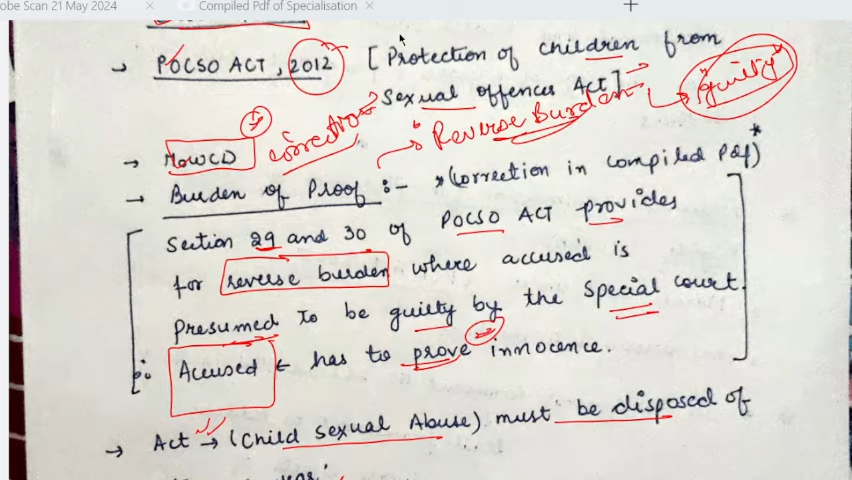 obe Scan 21 May 2024 × Compiled Pdf of Specialisation × +
→ POCSO ACT, 2012 [Protection of children from
Sexual offences Act] → "guilty"
: Reverse Burden
→ MoWCD correction
→ Burden of Proof :- *(Correction in compiled Pdf)*
[Section 29 and 30 of POCSO ACT provides
for reverse burden where accused is
presumed to be guilty by the special court.
∴ Accused ← has to prove innocence.]
→ Act → (Child sexual Abuse) must be disposed of